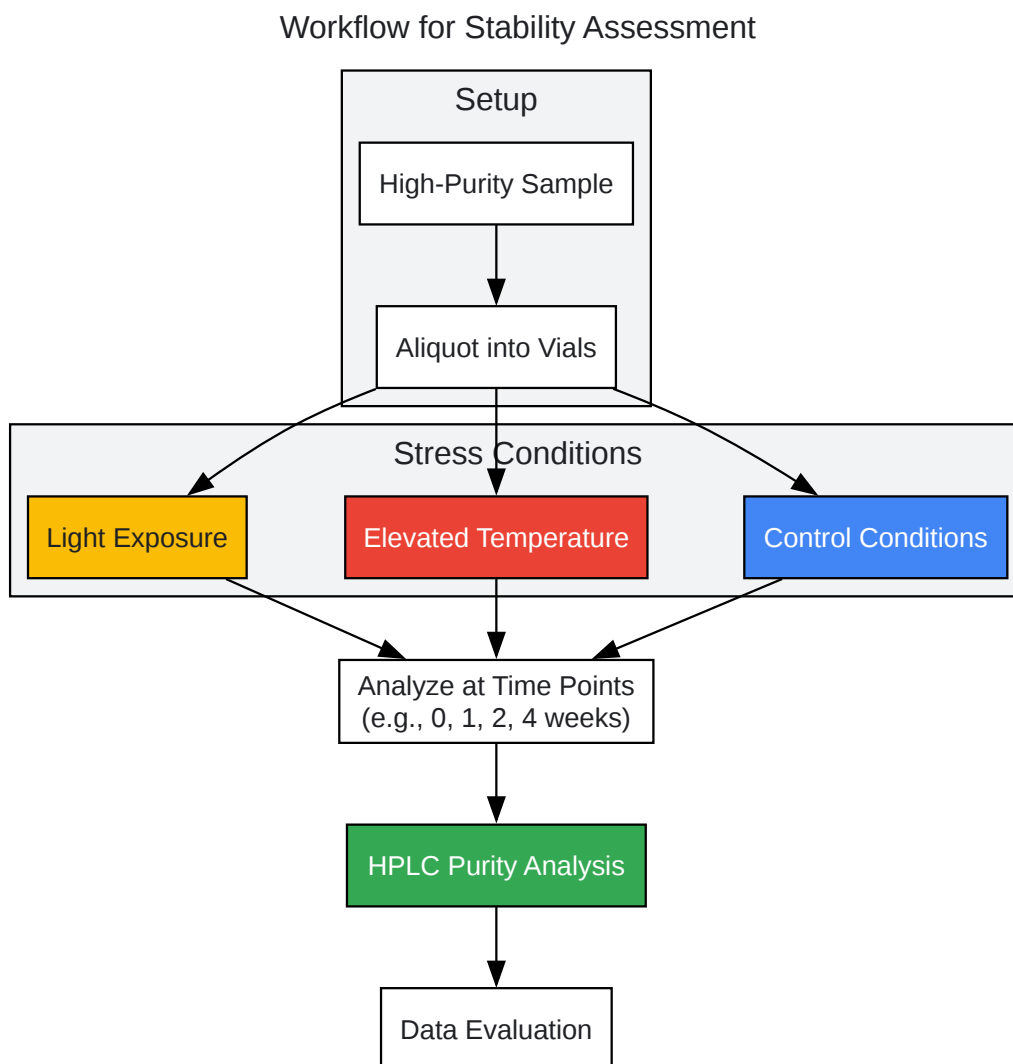 Workflow for Stability Assessment
Setup
High-Purity Sample
Aliquot into Vials
Stress Conditions
Light Exposure
Elevated Temperature
Control Conditions
Analyze at Time Points
(e.g., 0, 1, 2, 4 weeks)
HPLC Purity Analysis
Data Evaluation